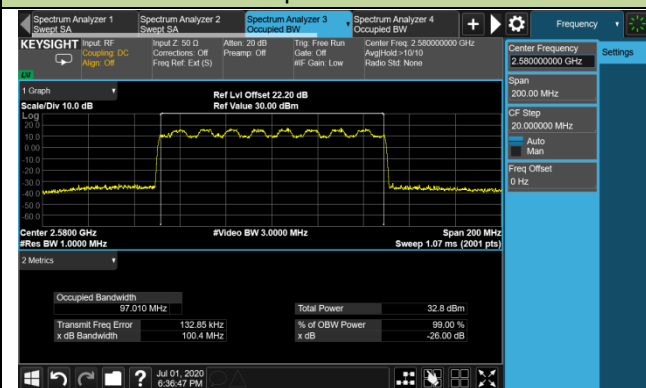 Spectrum Analyzer 1
Swept SA
Spectrum Analyzer 2
Swept SA
Spectrum Analyzer 3
Occupied BW
Spectrum Analyzer 4
Occupied BW
Frequency
KEYSIGHT
Input: RF
Coupling: DC
Align: Off
Input Z: 50 Ω
Corrections: Off
Freq Ref: Ext (S)
Atten: 20 dB
Preamp: Off
Trig: Free Run
Gate: Off
#IF Gain: Low
Center Freq: 2.580000000 GHz
Avg|Hold:>10/10
Radio Std: None
Center Frequency
2.580000000 GHz
Settings
Span
200.00 MHz
CF Step
20.000000 MHz
Auto
Man
Freq Offset
0 Hz
1 Graph
Scale/Div 10.0 dB
Ref Lvl Offset 22.20 dB
Ref Value 30.00 dBm
Log
20.0
10.0
0.00
-10.0
-20.0
-30.0
-40.0
-50.0
-60.0
Center 2.5800 GHz
#Res BW 1.0000 MHz
#Video BW 3.0000 MHz
Span 200 MHz
Sweep 1.07 ms (2001 pts)
2 Metrics
Occupied Bandwidth
97.010 MHz
Total Power 32.8 dBm
Transmit Freq Error 132.85 kHz
% of OBW Power 99.00 %
x dB Bandwidth 100.4 MHz
x dB -26.00 dB
Jul 01, 2020
6:36:47 PM